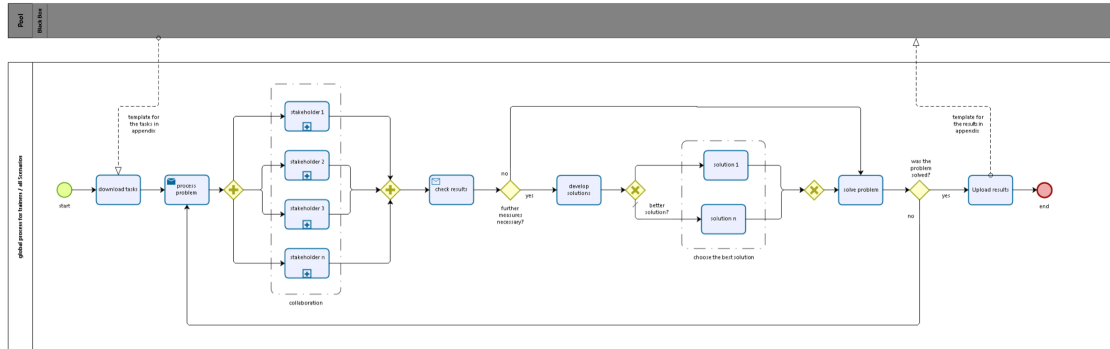 Pool
Black Box
global process for trainers / all Scenarios
start
download tasks
template for
the tasks in
appendix
process
problem
stakeholder 1
stakeholder 2
stakeholder 3
stakeholder n
collaboration
check results
no
yes
further
measures
necessary?
develop
solutions
better
solution?
solution 1
solution n
choose the best solution
solve problem
was the
problem
solved?
yes
no
template for
the results in
appendix
Upload results
end